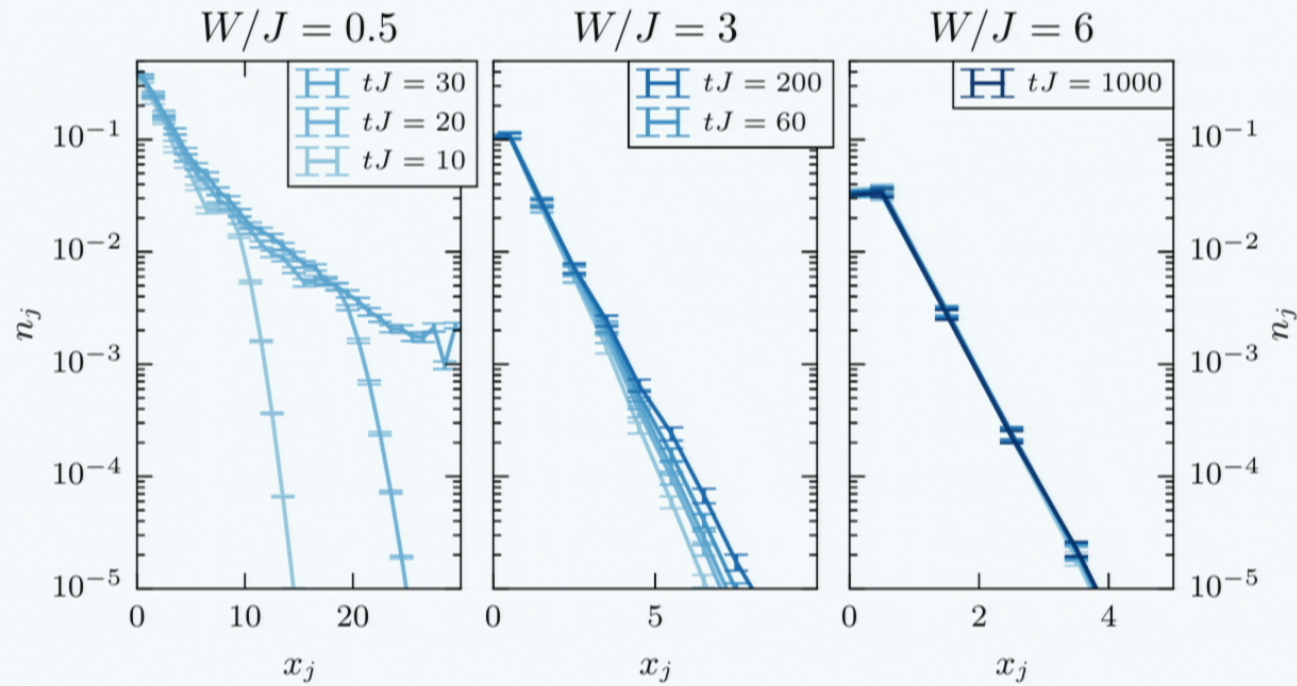 W/J = 0.5
W/J = 3
W/J = 6
tJ = 30
tJ = 20
tJ = 10
tJ = 200
tJ = 60
tJ = 1000
n_j
10^{-1}
10^{-2}
10^{-3}
10^{-4}
10^{-5}
0 10 20
x_j
0 5
x_j
0 2 4
x_j
10^{-1}
10^{-2}
10^{-3}
10^{-4}
10^{-5}
n_j